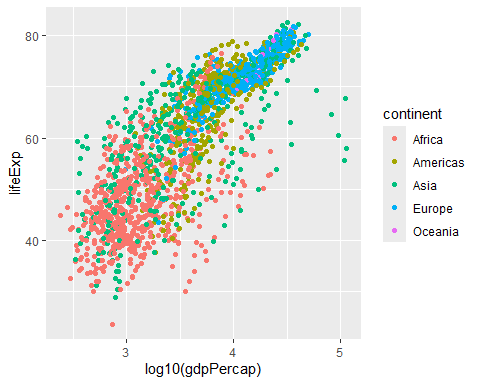 80
60
40
lifeExp
3
4
5
log10(gdpPercap)
continent
Africa
Americas
Asia
Europe
Oceania